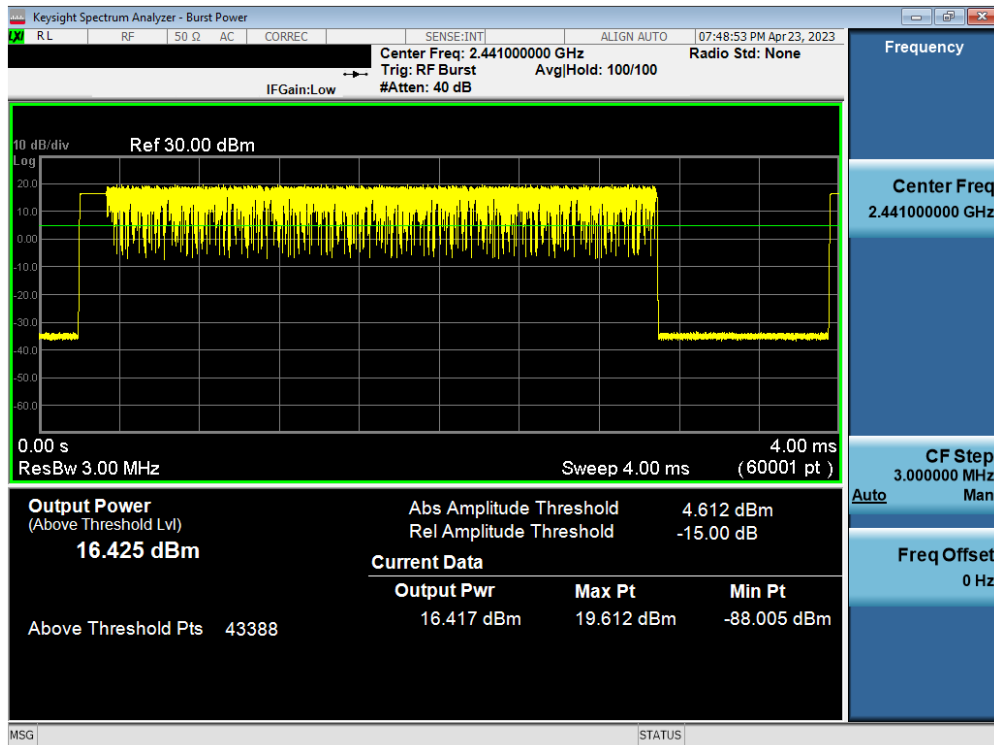 Keysight Spectrum Analyzer - Burst Power
LXI RL RF 50 Ω AC CORREC SENSE:INT ALIGN AUTO 07:48:53 PM Apr 23, 2023
Center Freq: 2.441000000 GHz Radio Std: None
Trig: RF Burst Avg|Hold: 100/100
IFGain:Low #Atten: 40 dB
Frequency
10 dB/div Ref 30.00 dBm
Log
20.0
10.0
0.00
-10.0
-20.0
-30.0
-40.0
-50.0
-60.0
0.00 s 4.00 ms
ResBw 3.00 MHz Sweep 4.00 ms (60001 pt )
Center Freq
2.441000000 GHz
CF Step
3.000000 MHz
Auto Man
Freq Offset
0 Hz
Output Power
(Above Threshold Lvl)
16.425 dBm
Above Threshold Pts 43388
Abs Amplitude Threshold 4.612 dBm
Rel Amplitude Threshold -15.00 dB
Current Data
Output Pwr Max Pt Min Pt
16.417 dBm 19.612 dBm -88.005 dBm
MSG STATUS